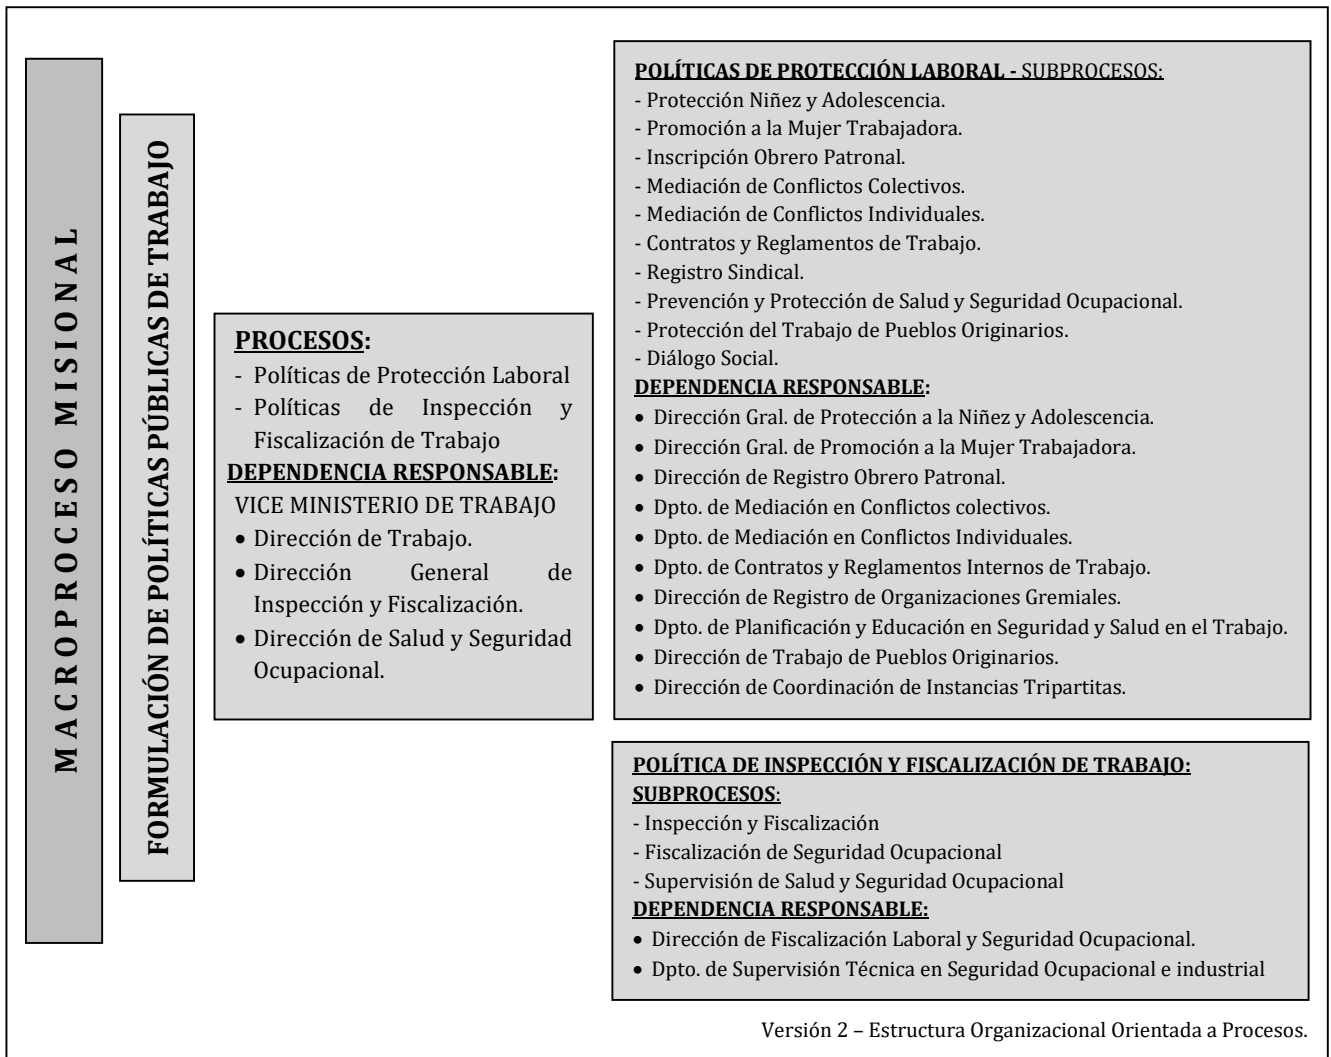 MACROPROCESO MISIONAL
FORMULACIÓN DE POLÍTICAS PÚBLICAS DE TRABAJO
PROCESOS:
- Políticas de Protección Laboral
- Políticas de Inspección y
Fiscalización de Trabajo
DEPENDENCIA RESPONSABLE:
VICE MINISTERIO DE TRABAJO
• Dirección de Trabajo.
• Dirección General de
Inspección y Fiscalización.
• Dirección de Salud y Seguridad
Ocupacional.
POLÍTICAS DE PROTECCIÓN LABORAL - SUBPROCESOS:
- Protección Niñez y Adolescencia.
- Promoción a la Mujer Trabajadora.
- Inscripción Obrero Patronal.
- Mediación de Conflictos Colectivos.
- Mediación de Conflictos Individuales.
- Contratos y Reglamentos de Trabajo.
- Registro Sindical.
- Prevención y Protección de Salud y Seguridad Ocupacional.
- Protección del Trabajo de Pueblos Originarios.
- Diálogo Social.
DEPENDENCIA RESPONSABLE:
• Dirección Gral. de Protección a la Niñez y Adolescencia.
• Dirección Gral. de Promoción a la Mujer Trabajadora.
• Dirección de Registro Obrero Patronal.
• Dpto. de Mediación en Conflictos colectivos.
• Dpto. de Mediación en Conflictos Individuales.
• Dpto. de Contratos y Reglamentos Internos de Trabajo.
• Dirección de Registro de Organizaciones Gremiales.
• Dpto. de Planificación y Educación en Seguridad y Salud en el Trabajo.
• Dirección de Trabajo de Pueblos Originarios.
• Dirección de Coordinación de Instancias Tripartitas.
POLÍTICA DE INSPECCIÓN Y FISCALIZACIÓN DE TRABAJO:
SUBPROCESOS:
- Inspección y Fiscalización
- Fiscalización de Seguridad Ocupacional
- Supervisión de Salud y Seguridad Ocupacional
DEPENDENCIA RESPONSABLE:
• Dirección de Fiscalización Laboral y Seguridad Ocupacional.
• Dpto. de Supervisión Técnica en Seguridad Ocupacional e industrial
Versión 2 – Estructura Organizacional Orientada a Procesos.